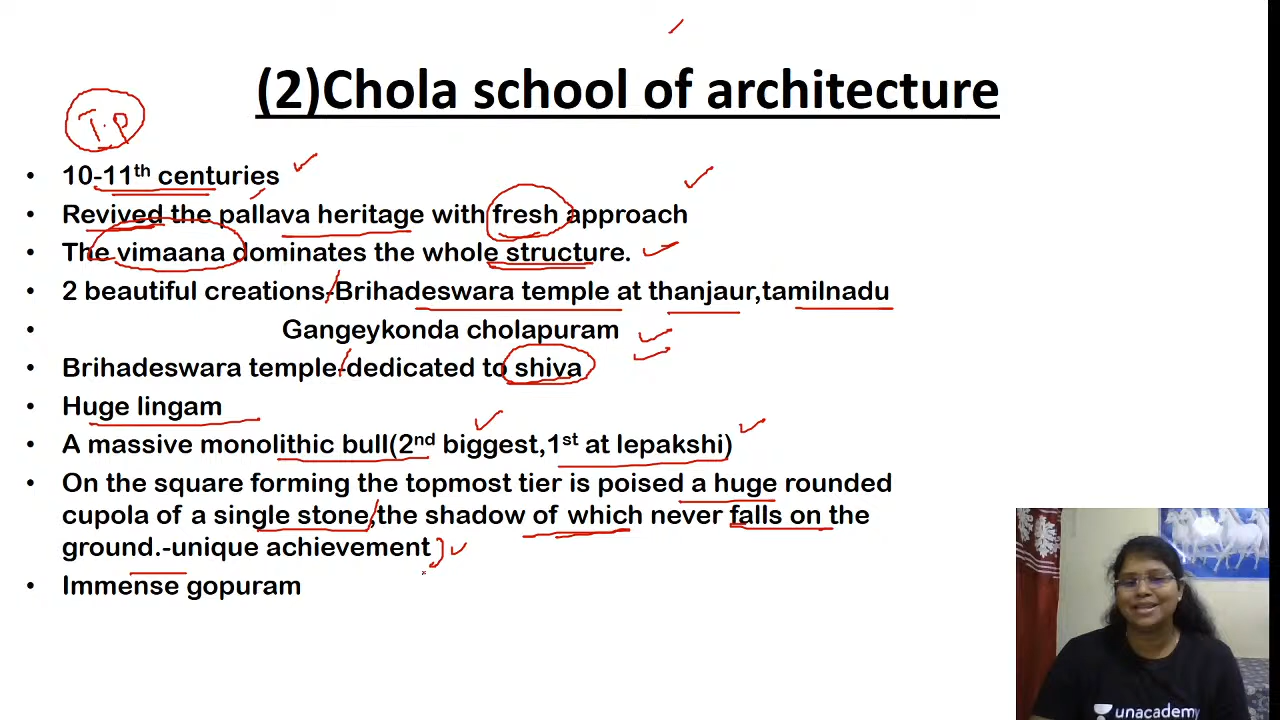 (2)Chola school of architecture
T.P
• 10-11th centuries
• Revived the pallava heritage with fresh approach
• The vimaana dominates the whole structure.
• 2 beautiful creations-Brihadeswara temple at thanjaur,tamilnadu
• Gangeykonda cholapuram
• Brihadeswara temple-dedicated to shiva
• Huge lingam
• A massive monolithic bull(2nd biggest,1st at lepakshi)
• On the square forming the topmost tier is poised a huge rounded
cupola of a single stone,the shadow of which never falls on the
ground.-unique achievement
• Immense gopuram
unacademy